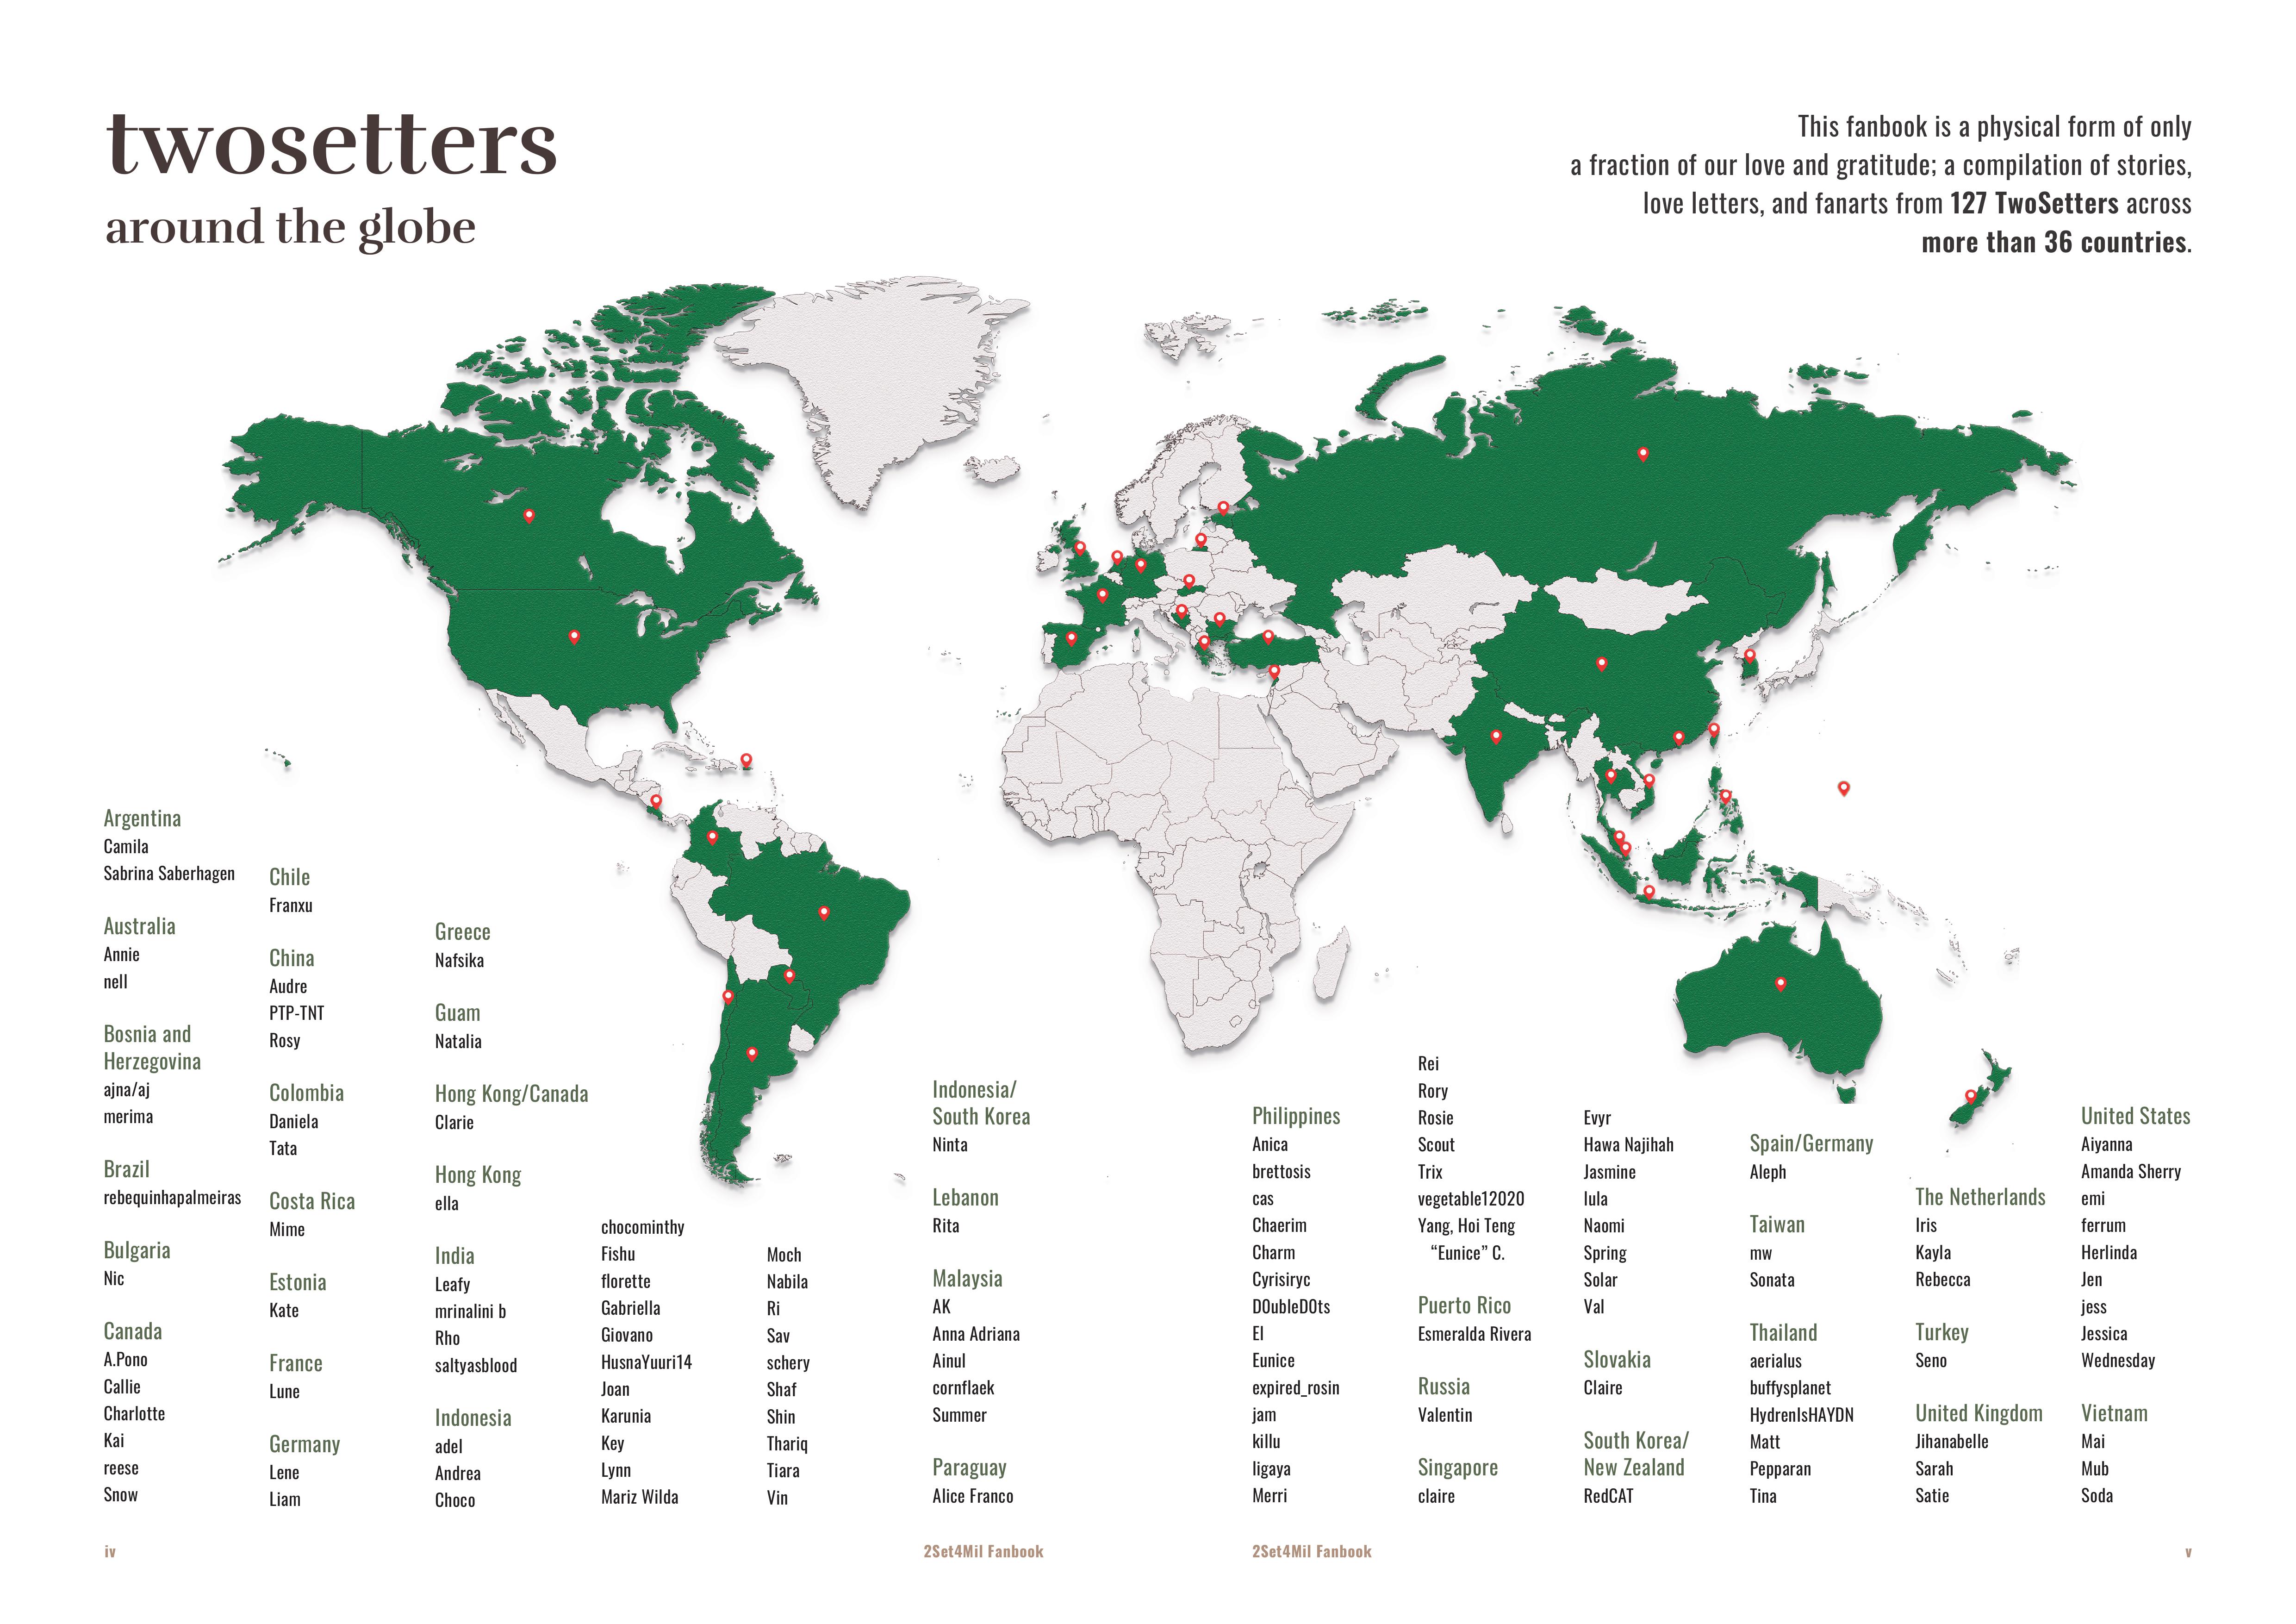 twosetters
around the globe
This fanbook is a physical form of only
a fraction of our love and gratitude; a compilation of stories,
love letters, and fanarts from 127 TwoSetters across
more than 36 countries.
Argentina
Camila
Sabrina Saberhagen
Australia
Annie
nell
Bosnia and
Herzegovina
ajna/aj
merima
Brazil
rebequinhapalmeiras
Bulgaria
Nic
Canada
A.Pono
Callie
Charlotte
Kai
reese
Snow
Chile
Franxu
China
Audre
PTP-TNT
Rosy
Colombia
Daniela
Tata
Costa Rica
Mime
Estonia
Kate
France
Lune
Germany
Lene
Liam
Greece
Nafsika
Guam
Natalia
Hong Kong/Canada
Clarie
Hong Kong
ella
India
Leafy
mrinalini b
Rho
saltyasblood
Indonesia
adel
Andrea
Choco
chocominthy
Fishu
florette
Gabriella
Giovano
HusnaYuuri14
Joan
Karunia
Key
Lynn
Mariz Wilda
Moch
Nabila
Ri
Sav
schery
Shaf
Shin
Thariq
Tiara
Vin
Indonesia/
South Korea
Ninta
Lebanon
Rita
Malaysia
AK
Anna Adriana
Ainul
cornflaek
Summer
Paraguay
Alice Franco
Philippines
Anica
brettosis
cas
Chaerim
Charm
Cyrisiryc
D0ubleD0ts
El
Eunice
expired_rosin
jam
killu
ligaya
Merri
Rei
Rory
Rosie
Scout
Trix
vegetable12020
Yang, Hoi Teng
“Eunice” C.
Puerto Rico
Esmeralda Rivera
Russia
Valentin
Singapore
claire
Evyr
Hawa Najihah
Jasmine
lula
Naomi
Spring
Solar
Val
Slovakia
Claire
South Korea/
New Zealand
RedCAT
Spain/Germany
Aleph
Taiwan
mw
Sonata
Thailand
aerialus
buffysplanet
HydrenIsHAYDN
Matt
Pepparan
Tina
The Netherlands
Iris
Kayla
Rebecca
Turkey
Seno
United Kingdom
Jihanabelle
Sarah
Satie
United States
Aiyanna
Amanda Sherry
emi
ferrum
Herlinda
Jen
jess
Jessica
Wednesday
Vietnam
Mai
Mub
Soda
iv
2Set4Mil Fanbook
2Set4Mil Fanbook
v